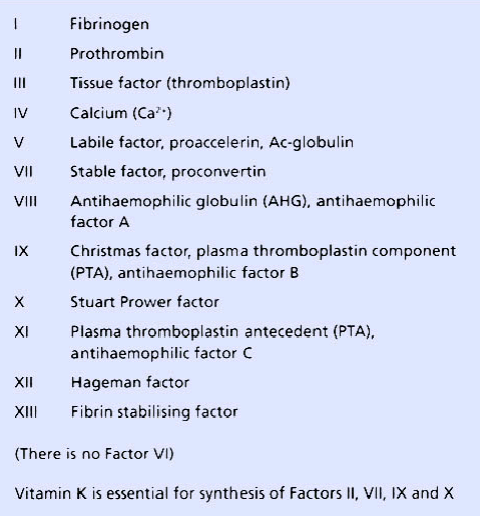 I Fibrinogen
II Prothrombin
III Tissue factor (thromboplastin)
IV Calcium (Ca²⁺)
V Labile factor, proaccelerin, Ac-globulin
VII Stable factor, proconvertin
VIII Antihaemophilic globulin (AHG), antihaemophilic
factor A
IX Christmas factor, plasma thromboplastin component
(PTA), antihaemophilic factor B
X Stuart Prower factor
XI Plasma thromboplastin antecedent (PTA),
antihaemophilic factor C
XII Hageman factor
XIII Fibrin stabilising factor
(There is no Factor VI)
Vitamin K is essential for synthesis of Factors II, VII, IX and X